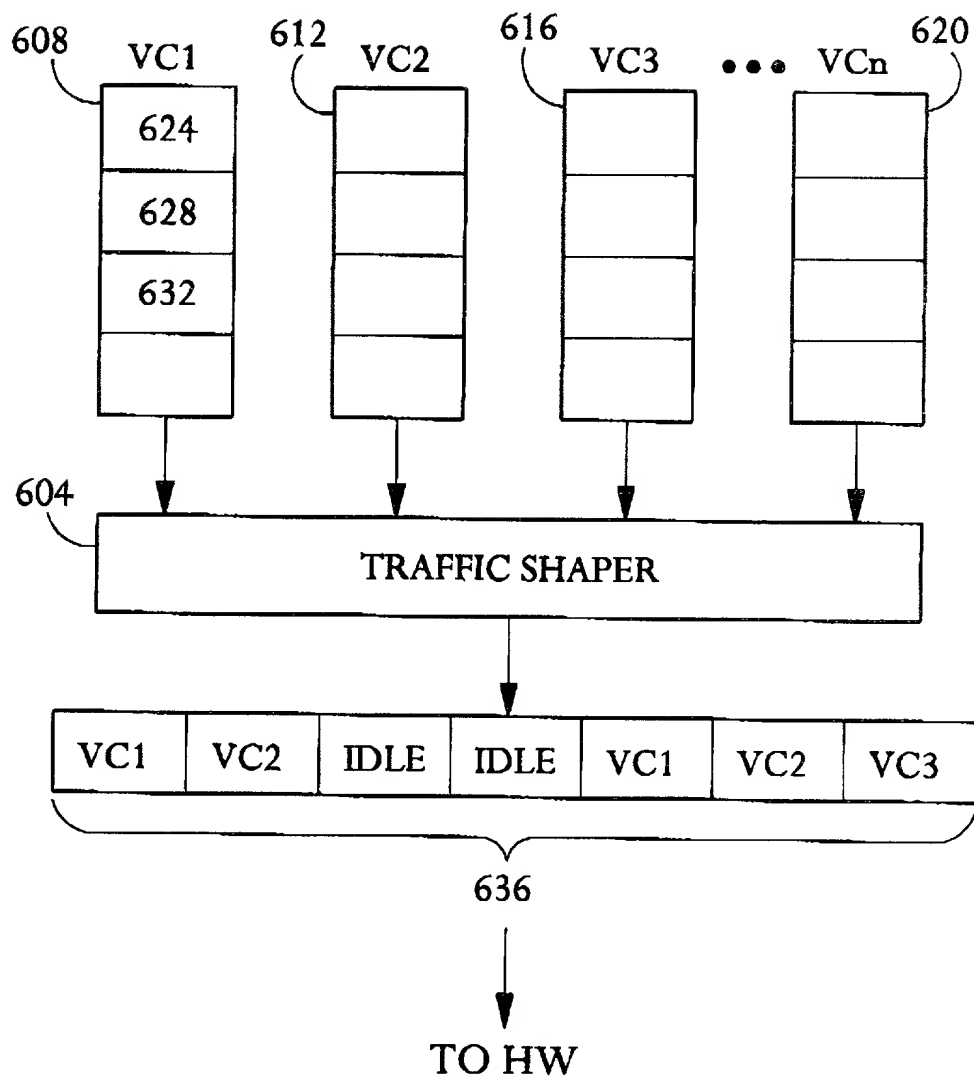 608 VC1 612 VC2 616 VC3 ••• VCn 620
624
628
632
604
TRAFFIC SHAPER
VC1 VC2 IDLE IDLE VC1 VC2 VC3
636
TO HW